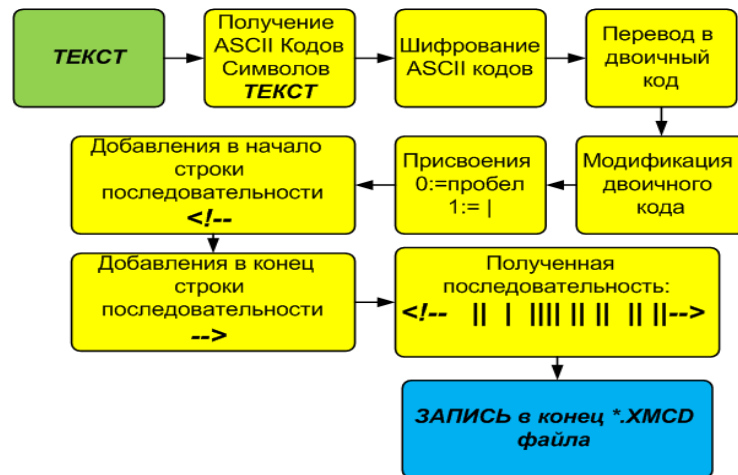 ТЕКСТ
Получение
ASCII Кодов
Символов
ТЕКСТ
Шифрование
ASCII кодов
Перевод в
двоичный
код
Модификация
двоичного
кода
Присвоения
0:=пробел
1:= |
Добавления в начало
строки
последовательности
<!--
Добавления в конец
строки
последовательности
-->
Полученная
последовательность:
<!--   ||  |  |||| || ||  || ||-->
ЗАПИСЬ в конец *.XMCD
файла